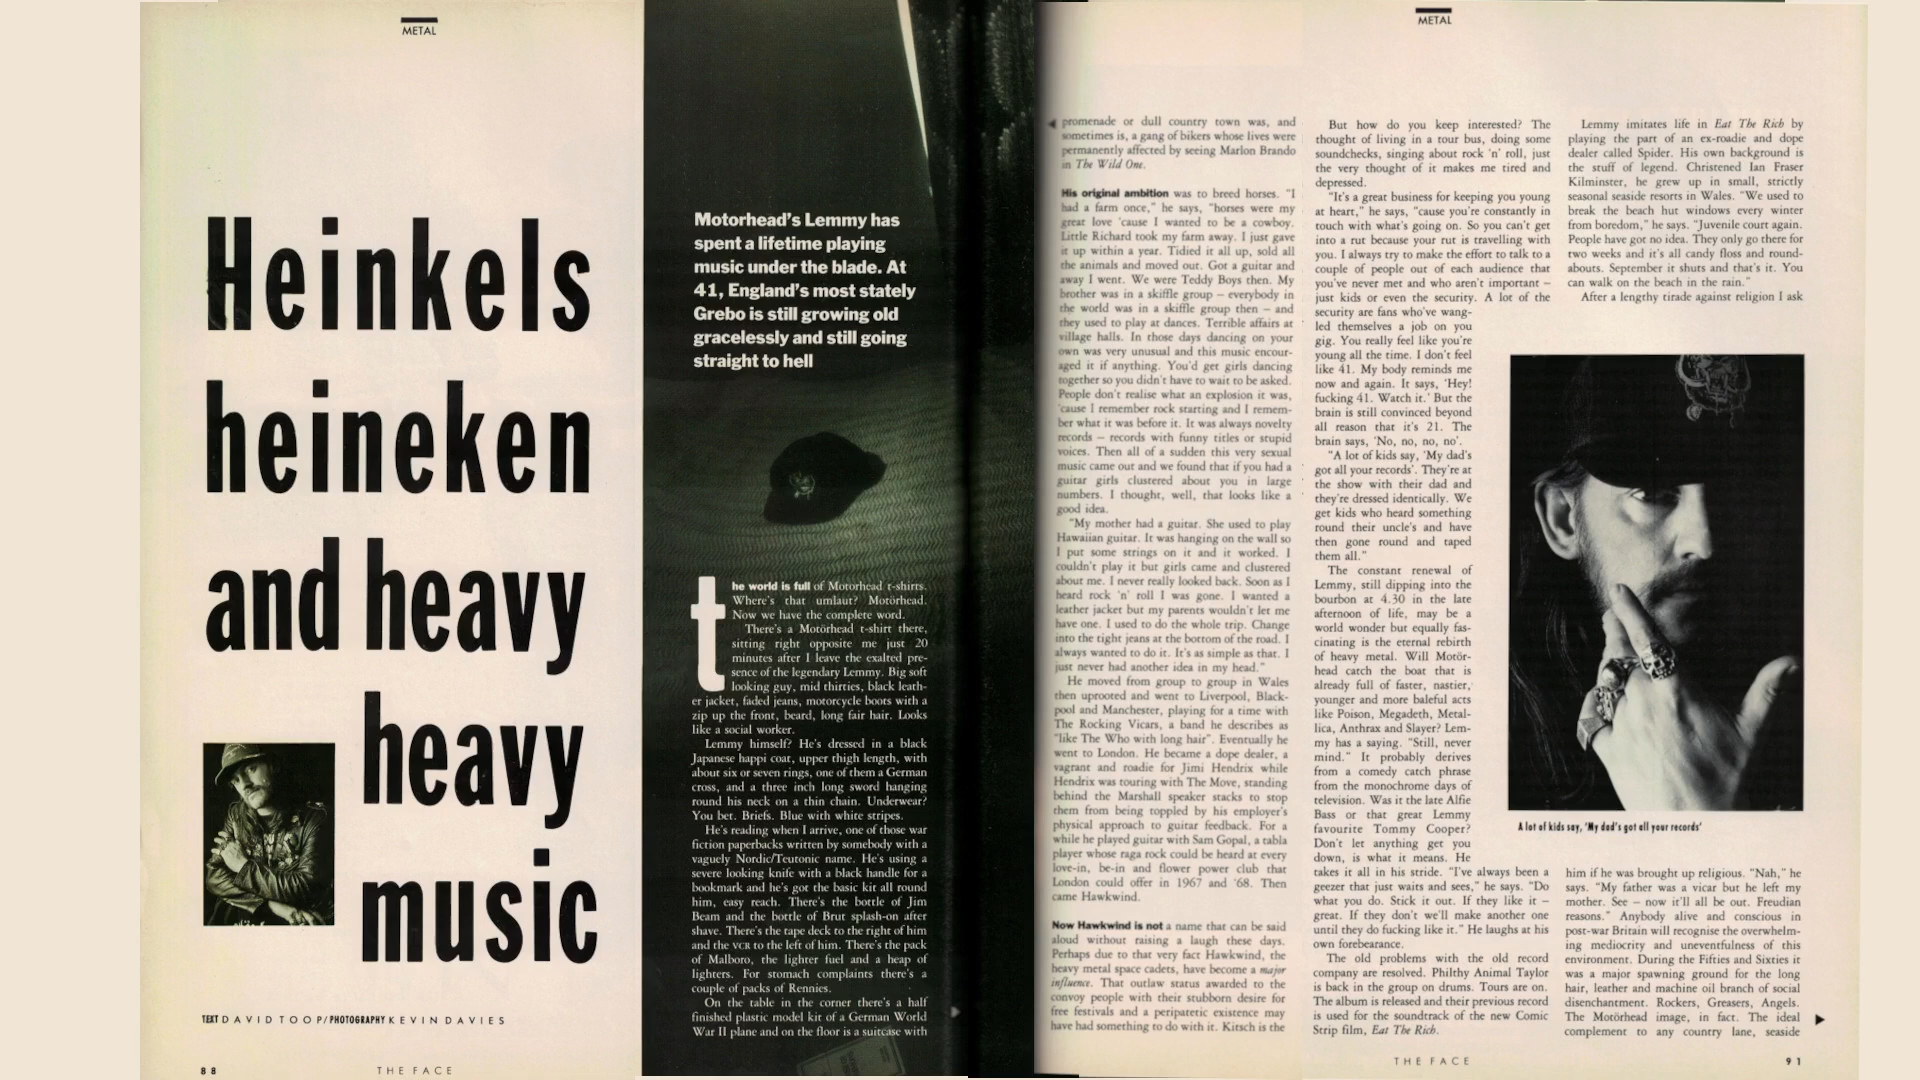 METAL
Heinkels
heineken
and heavy
heavy
music
TEXT DAVID TOOP/PHOTOGRAPHY KEVIN DAVIES
88
THE FACE
Motorhead's Lemmy has
spent a lifetime playing
music under the blade. At
41, England's most stately
Grebo is still growing old
gracelessly and still going
straight to hell
the world is full of Motorhead t-shirts.
Where's that umlaut? Motörhead.
Now we have the complete word.
There's a Motörhead t-shirt there,
sitting right opposite me just 20
minutes after I leave the exalted pre-
sence of the legendary Lemmy. Big soft
looking guy, mid thirties, black leath-
er jacket, faded jeans, motorcycle boots with a
zip up the front, beard, long fair hair. Looks
like a social worker.
Lemmy himself? He's dressed in a black
Japanese happi coat, upper thigh length, with
about six or seven rings, one of them a German
cross, and a three inch long sword hanging
round his neck on a thin chain. Underwear?
You bet. Briefs. Blue with white stripes.
He's reading when I arrive, one of those war
fiction paperbacks written by somebody with a
vaguely Nordic/Teutonic name. He's using a
severe looking knife with a black handle for a
bookmark and he's got the basic kit all round
him, easy reach. There's the bottle of Jim
Beam and the bottle of Brut splash-on after
shave. There's the tape deck to the right of him
and the VCR to the left of him. There's the pack
of Malboro, the lighter fuel and a heap of
lighters. For stomach complaints there's a
couple of packs of Rennies.
On the table in the corner there's a half
finished plastic model kit of a German World
War II plane and on the floor is a suitcase with
METAL
promenade or dull country town was, and
sometimes is, a gang of bikers whose lives were
permanently affected by seeing Marlon Brando
in The Wild One.
His original ambition was to breed horses. "I
had a farm once," he says, "horses were my
great love 'cause I wanted to be a cowboy.
Little Richard took my farm away. I just gave
it up within a year. Tidied it all up, sold all
the animals and moved out. Got a guitar and
away I went. We were Teddy Boys then. My
brother was in a skiffle group – everybody in
the world was in a skiffle group then – and
they used to play at dances. Terrible affairs at
village halls. In those days dancing on your
own was very unusual and this music encour-
aged it if anything. You'd get girls dancing
together so you didn't have to wait to be asked.
People don't realise what an explosion it was,
'cause I remember rock starting and I remem-
ber what it was before it. It was always novelty
records – records with funny titles or stupid
voices. Then all of a sudden this very sexual
music came out and we found that if you had a
guitar girls clustered about you in large
numbers. I thought, well, that looks like a
good idea.
"My mother had a guitar. She used to play
Hawaiian guitar. It was hanging on the wall so
I put some strings on it and it worked. I
couldn't play it but girls came and clustered
about me. I never really looked back. Soon as I
heard rock 'n' roll I was gone. I wanted a
leather jacket but my parents wouldn't let me
have one. I used to do the whole trip. Change
into the tight jeans at the bottom of the road. I
always wanted to do it. It's as simple as that. I
just never had another idea in my head."
He moved from group to group in Wales
then uprooted and went to Liverpool, Black-
pool and Manchester, playing for a time with
The Rocking Vicars, a band he describes as
"like The Who with long hair". Eventually he
went to London. He became a dope dealer, a
vagrant and roadie for Jimi Hendrix while
Hendrix was touring with The Move, standing
behind the Marshall speaker stacks to stop
them from being toppled by his employer's
physical approach to guitar feedback. For a
while he played guitar with Sam Gopal, a tabla
player whose raga rock could be heard at every
love-in, be-in and flower power club that
London could offer in 1967 and '68. Then
came Hawkwind.
Now Hawkwind is not a name that can be said
aloud without raising a laugh these days.
Perhaps due to that very fact Hawkwind, the
heavy metal space cadets, have become a major
influence. That outlaw status awarded to the
convoy people with their stubborn desire for
free festivals and a peripatetic existence may
have had something to do with it. Kitsch is the
But how do you keep interested? The
thought of living in a tour bus, doing some
soundchecks, singing about rock 'n' roll, just
the very thought of it makes me tired and
depressed.
"It's a great business for keeping you young
at heart," he says, "cause you're constantly in
touch with what's going on. So you can't get
into a rut because your rut is travelling with
you. I always try to make the effort to talk to a
couple of people out of each audience that
you've never met and who aren't important –
just kids or even the security. A lot of the
security are fans who've wang-
led themselves a job on you
gig. You really feel like you're
young all the time. I don't feel
like 41. My body reminds me
now and again. It says, 'Hey!
fucking 41. Watch it.' But the
brain is still convinced beyond
all reason that it's 21. The
brain says, 'No, no, no, no'.
"A lot of kids say, 'My dad's
got all your records'. They're at
the show with their dad and
they're dressed identically. We
get kids who heard something
round their uncle's and have
then gone round and taped
them all."
The constant renewal of
Lemmy, still dipping into the
bourbon at 4.30 in the late
afternoon of life, may be a
world wonder but equally fas-
cinating is the eternal rebirth
of heavy metal. Will Motör-
head catch the boat that is
already full of faster, nastier,
younger and more baleful acts
like Poison, Megadeth, Metal-
lica, Anthrax and Slayer? Lem-
my has a saying. "Still, never
mind." It probably derives
from a comedy catch phrase
from the monochrome days of
television. Was it the late Alfie
Bass or that great Lemmy
favourite Tommy Cooper?
Don't let anything get you
down, is what it means. He
takes it all in his stride. "I've always been a
geezer that just waits and sees," he says. "Do
what you do. Stick it out. If they like it –
great. If they don't we'll make another one
until they do fucking like it." He laughs at his
own forebearance.
The old problems with the old record
company are resolved. Philthy Animal Taylor
is back in the group on drums. Tours are on.
The album is released and their previous record
is used for the soundtrack of the new Comic
Strip film, Eat The Rich.
Lemmy imitates life in Eat The Rich by
playing the part of an ex-roadie and dope
dealer called Spider. His own background is
the stuff of legend. Christened Ian Fraser
Kilminster, he grew up in small, strictly
seasonal seaside resorts in Wales. "We used to
break the beach hut windows every winter
from boredom," he says. "Juvenile court again.
People have got no idea. They only go there for
two weeks and it's all candy floss and round-
abouts. September it shuts and that's it. You
can walk on the beach in the rain."
After a lengthy tirade against religion I ask
A lot of kids say, 'My dad's got all your records'
him if he was brought up religious. "Nah," he
says. "My father was a vicar but he left my
mother. See – now it'll all be out. Freudian
reasons." Anybody alive and conscious in
post-war Britain will recognise the overwhelm-
ing mediocrity and uneventfulness of this
environment. During the Fifties and Sixties it
was a major spawning ground for the long
hair, leather and machine oil branch of social
disenchantment. Rockers, Greasers, Angels.
The Motörhead image, in fact. The ideal
complement to any country lane, seaside
THE FACE
91